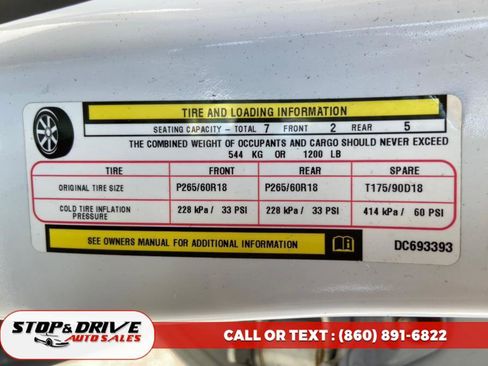 TIRE AND LOADING INFORMATION
SEATING CAPACITY - TOTAL 7 FRONT 2 REAR 5
THE COMBINED WEIGHT OF OCCUPANTS AND CARGO SHOULD NEVER EXCEED
544 KG OR 1200 LB
TIRE FRONT REAR SPARE
ORIGINAL TIRE SIZE P265/60R18 P265/60R18 T175/90D18
COLD TIRE INFLATION PRESSURE 228 kPa / 33 PSI 228 kPa / 33 PSI 414 kPa / 60 PSI
SEE OWNERS MANUAL FOR ADDITIONAL INFORMATION DC693393
STOP & DRIVE
AUTO SALES
CALL OR TEXT : (860) 891-6822